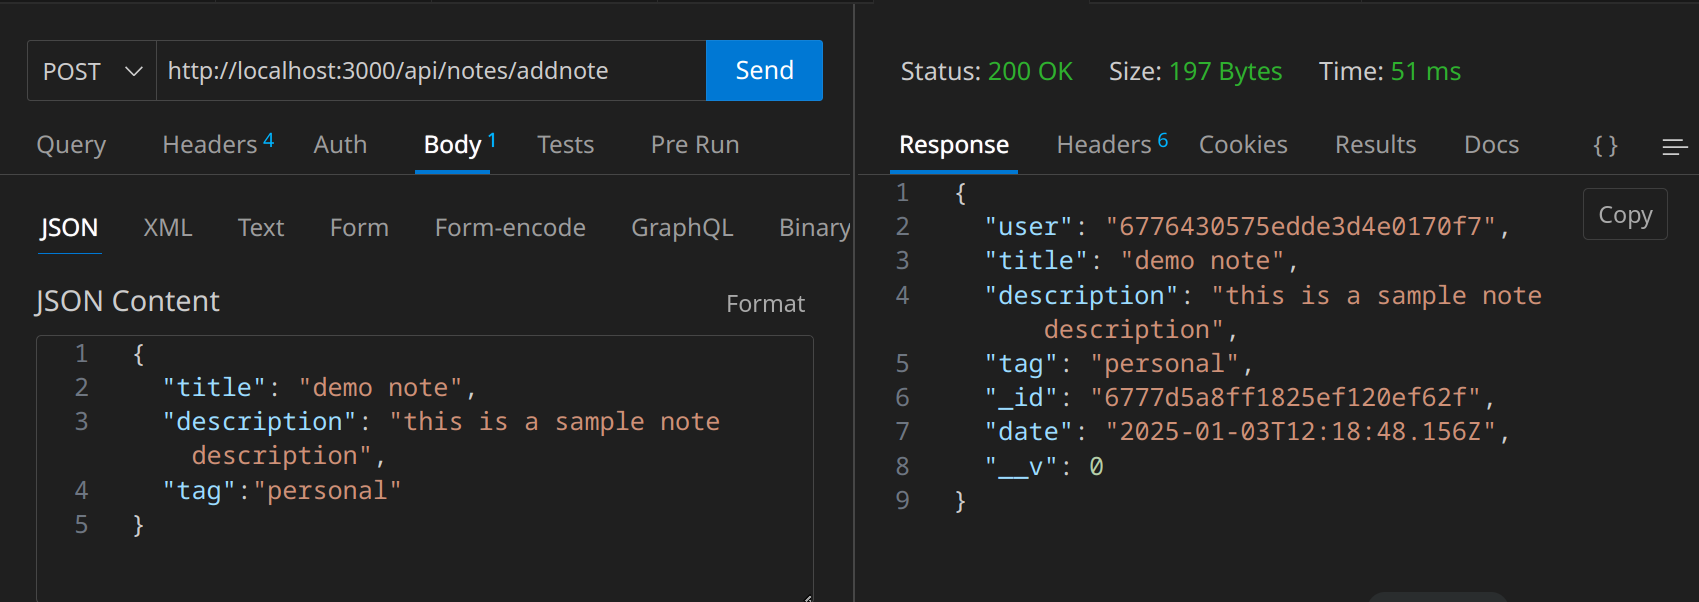 POST http://localhost:3000/api/notes/addnote Send
Query Headers 4 Auth Body 1 Tests Pre Run
JSON XML Text Form Form-encode GraphQL Binary
JSON Content Format
1 {
2 "title": "demo note",
3 "description": "this is a sample note
description",
4 "tag":"personal"
5 }
Status: 200 OK Size: 197 Bytes Time: 51 ms
Response Headers 6 Cookies Results Docs { }
Copy
1 {
2 "user": "6776430575edde3d4e0170f7",
3 "title": "demo note",
4 "description": "this is a sample note
description",
5 "tag": "personal",
6 "_id": "6777d5a8ff1825ef120ef62f",
7 "date": "2025-01-03T12:18:48.156Z",
8 "__v": 0
9 }